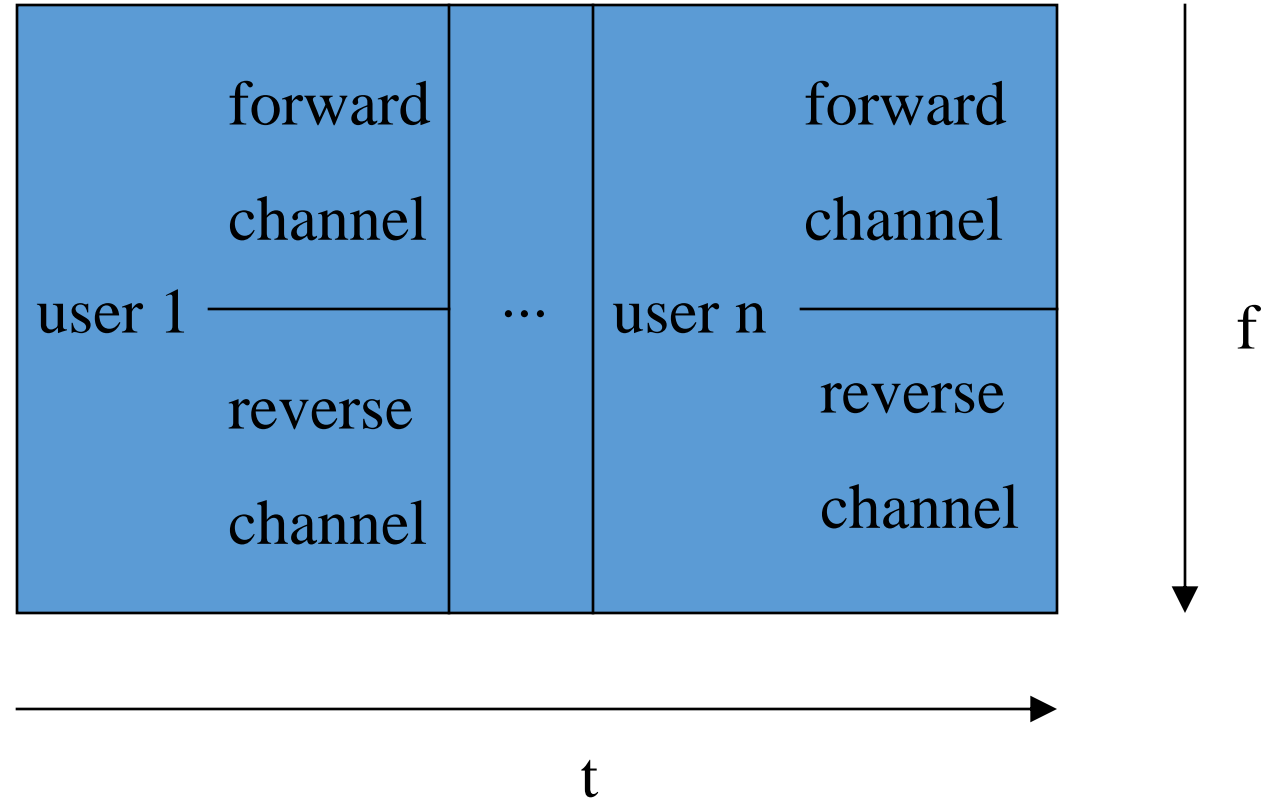 forward
channel
user 1
reverse
channel
...
forward
channel
user n
reverse
channel
f
t